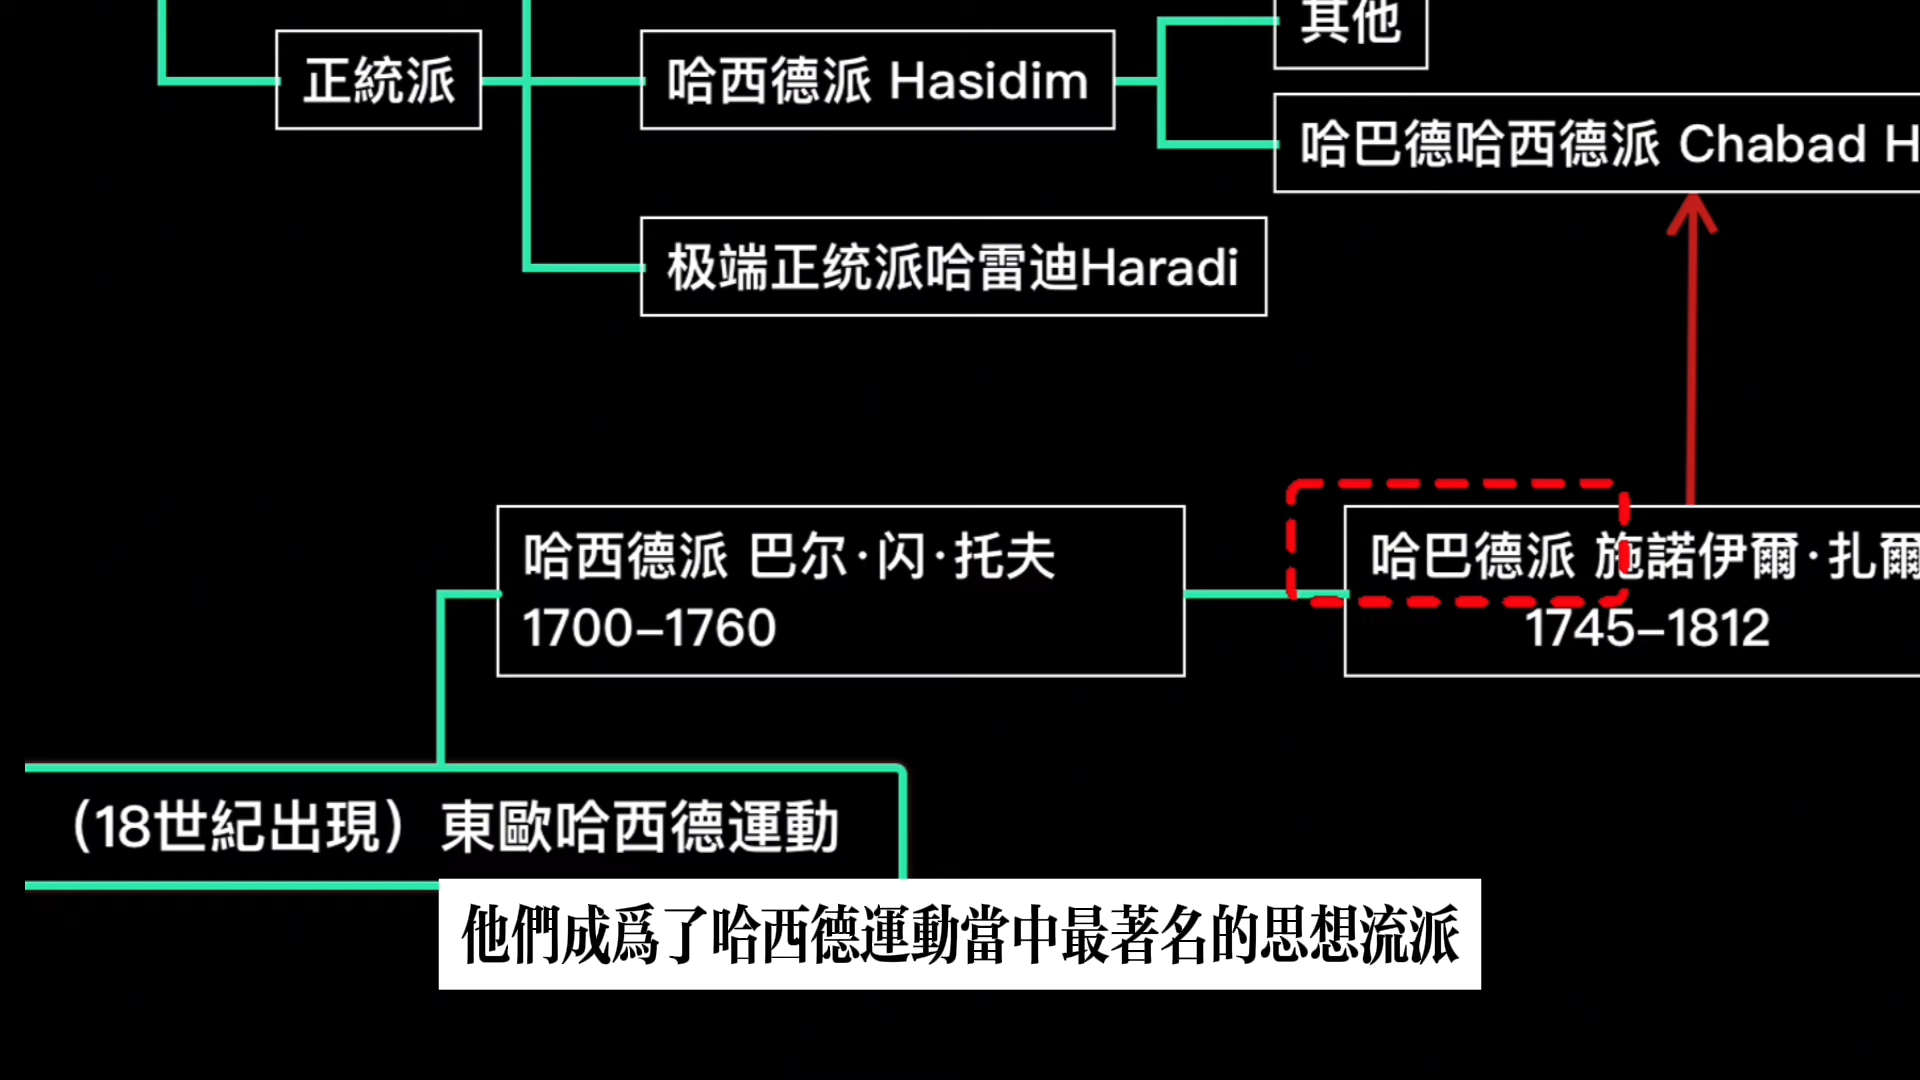 其他
正統派
哈西德派 Hasidim
哈巴德哈西德派 Chabad H
极端正统派哈雷迪Haradi
哈西德派 巴尔·闪·托夫
1700–1760
哈巴德派 施諾伊爾·扎爾
1745–1812
（18世紀出現）東歐哈西德運動
他們成爲了哈西德運動當中最著名的思想流派